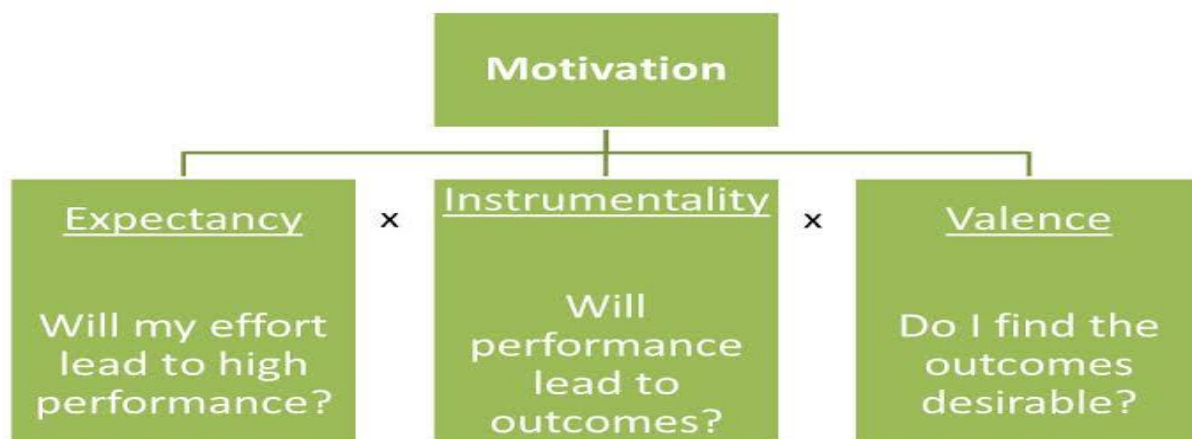 Motivation
Expectancy
Will my effort
lead to high
performance?
x
Instrumentality
Will
performance
lead to
outcomes?
x
Valence
Do I find the
outcomes
desirable?